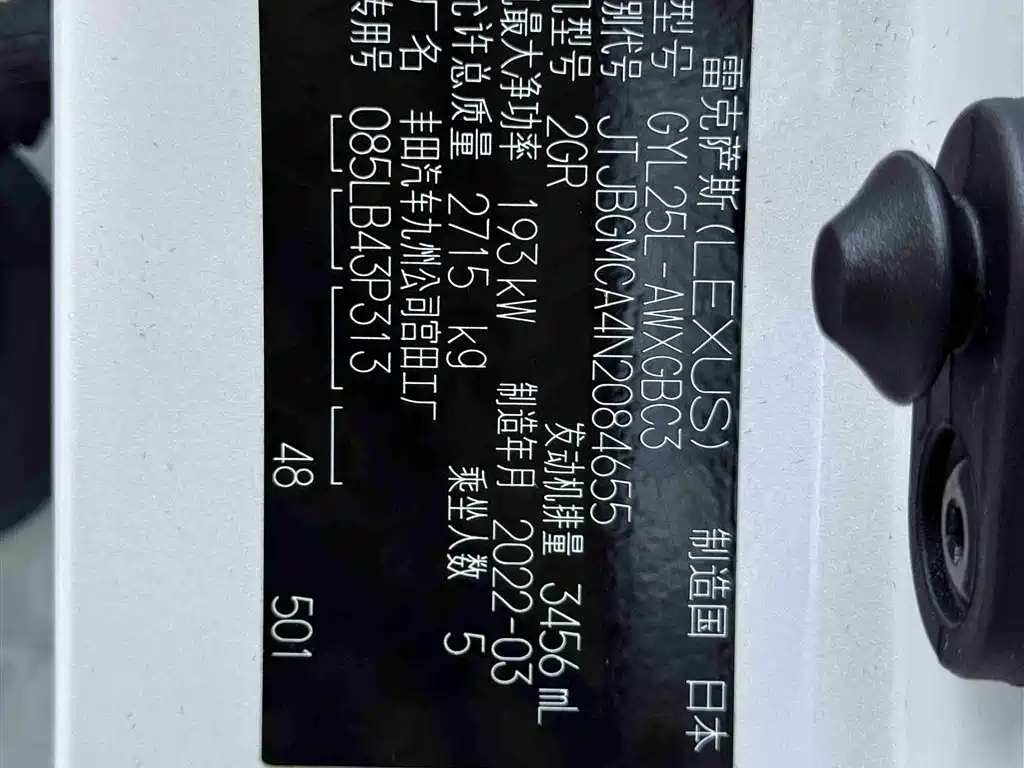 雷克萨斯(LEXUS) 制造国 日本
型号 GYL25L-AWXGBC3
别代号 JTJBGMCA4N2084655
机型号 2GR 发动机排量 3456 mL
最大净功率 193 kW 制造年月 2022-03
允许总质量 2715 kg 乘坐人数 5
厂名 丰田汽车九州公司宫田工厂
专用号 085LB43P313
48 501